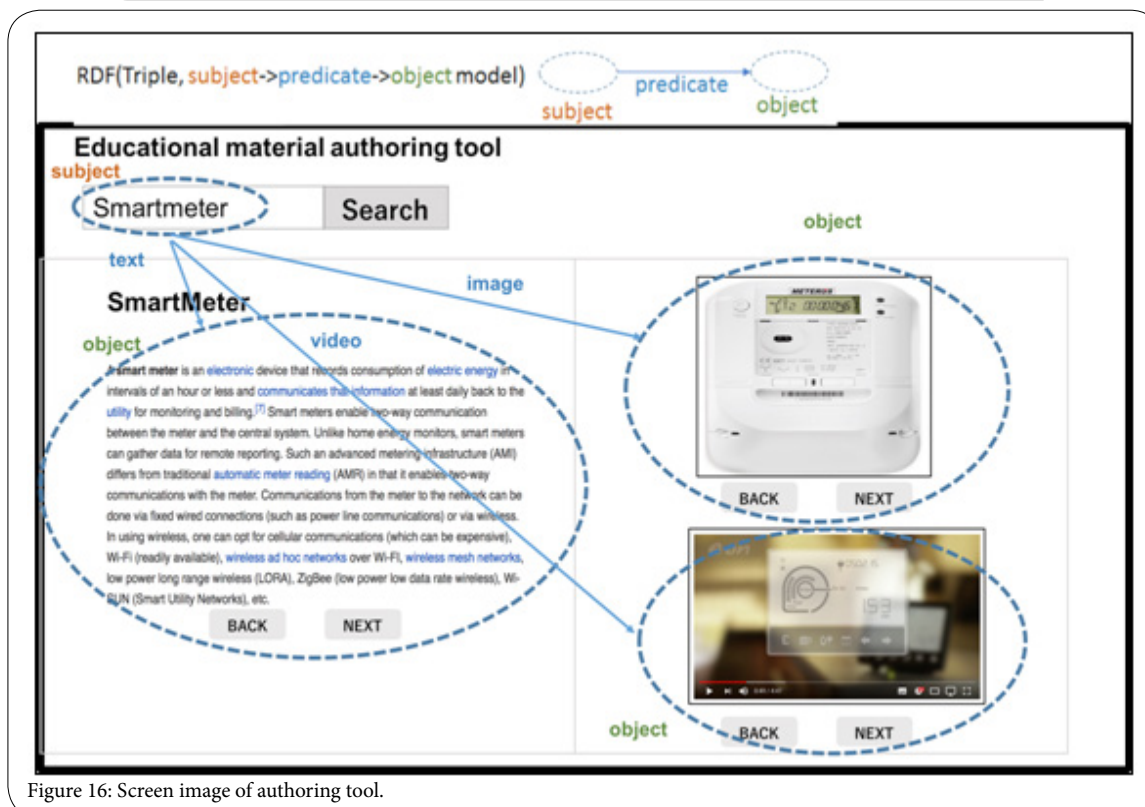 RDF(Triple, subject->predicate->object model)
predicate
subject
object
Educational material authoring tool
subject
Smartmeter
Search
object
text
image
SmartMeter
object
video
A smart meter is an electronic device that records consumption of electric energy in
intervals of an hour or less and communicates that information at least daily back to the
utility for monitoring and billing.[7] Smart meters enable two-way communication
between the meter and the central system. Unlike home energy monitors, smart meters
can gather data for remote reporting. Such an advanced metering infrastructure (AMI)
differs from traditional automatic meter reading (AMR) in that it enables two-way
communications with the meter. Communications from the meter to the network can be
done via fixed wired connections (such as power line communications) or via wireless.
In using wireless, one can opt for cellular communications (which can be expensive),
Wi-Fi (readily available), wireless ad hoc networks over Wi-FI, wireless mesh networks,
low power long range wireless (LORA), ZigBee (low power low data rate wireless), Wi-
SUN (Smart Utility Networks), etc.
BACK NEXT
METERUS
BACK NEXT
object
BACK NEXT
Figure 16: Screen image of authoring tool.